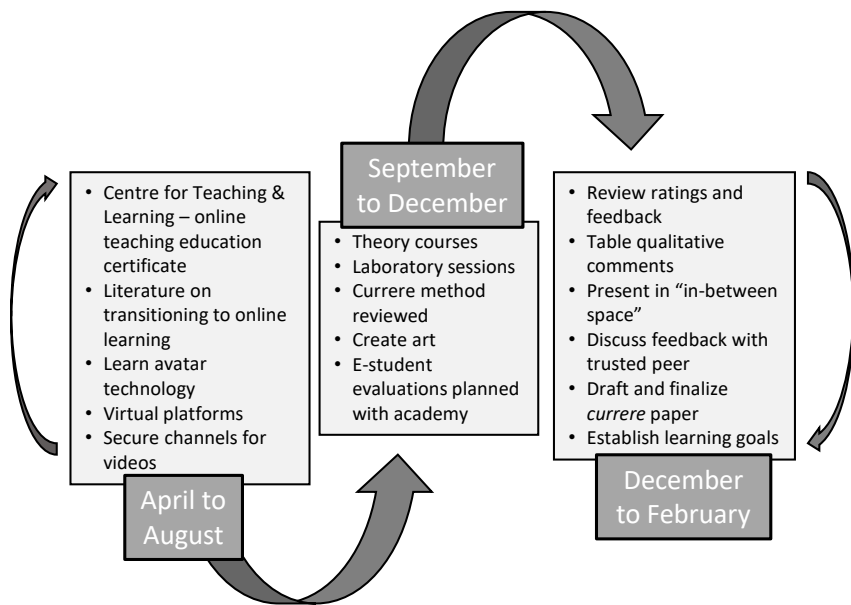 • Centre for Teaching &
Learning – online
teaching education
certificate
• Literature on
transitioning to online
learning
• Learn avatar
technology
• Virtual platforms
• Secure channels for
videos
April to
August
September
to December
• Theory courses
• Laboratory sessions
• Currere method
reviewed
• Create art
• E-student
evaluations planned
with academy
• Review ratings and
feedback
• Table qualitative
comments
• Present in “in-between
space”
• Discuss feedback with
trusted peer
• Draft and finalize
currere paper
• Establish learning goals
December
to February